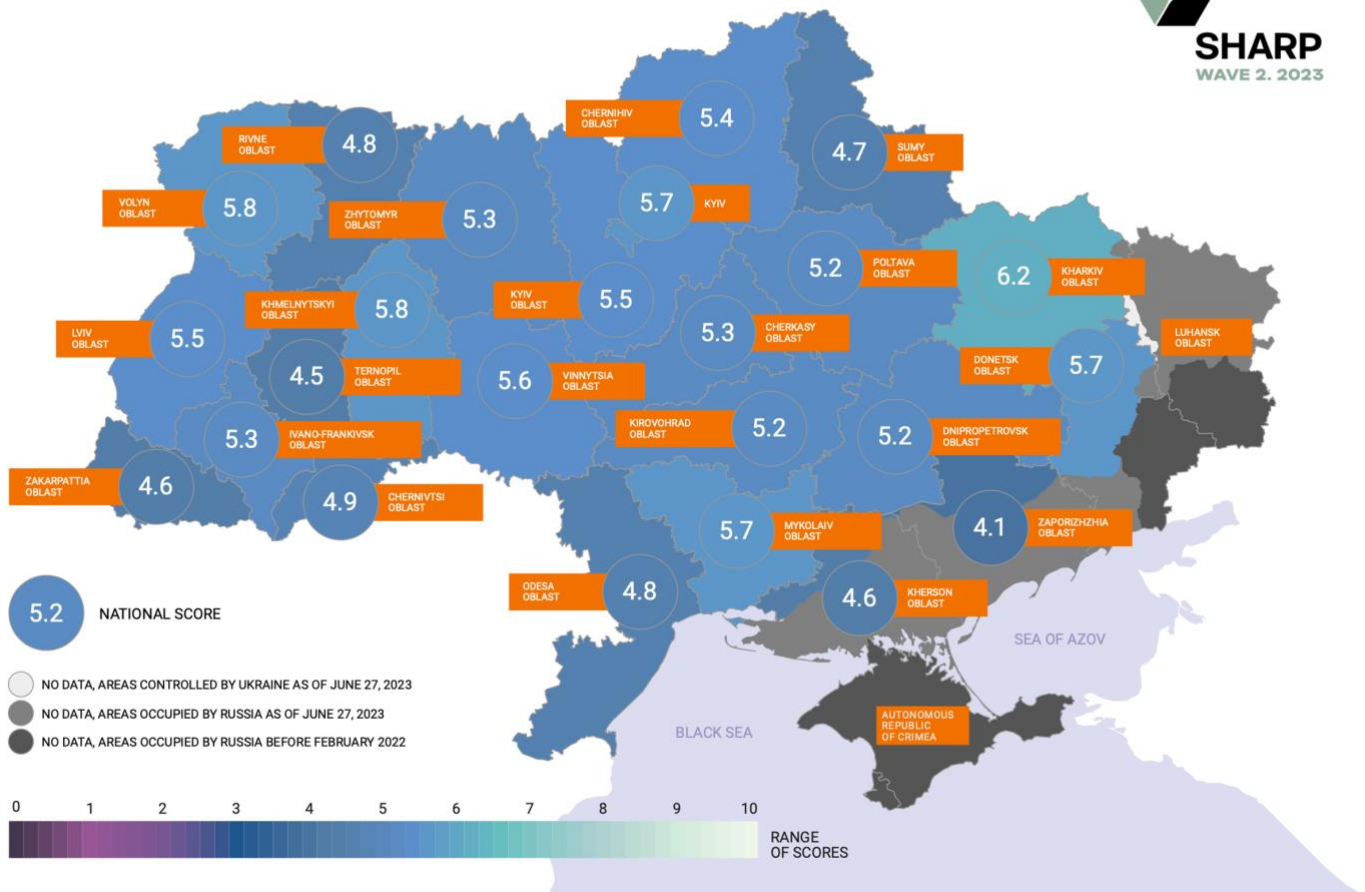 SHARP
WAVE 2. 2023
CHERNIHIV
OBLAST
5.4
RIVNE
OBLAST
4.8
4.7
SUMY
OBLAST
VOLYN
OBLAST
5.8
ZHYTOMYR
OBLAST
5.3
5.7
KYIV
5.2
POLTAVA
OBLAST
6.2
KHARKIV
OBLAST
KHMELNYTSKYI
OBLAST
5.8
KYIV
OBLAST
5.5
LVIV
OBLAST
5.5
5.3
CHERKASY
OBLAST
LUHANSK
OBLAST
DONETSK
OBLAST
5.7
4.5
TERNOPIL
OBLAST
5.6
VINNYTSIA
OBLAST
KIROVOHRAD
OBLAST
5.2
5.2
DNIPROPETROVSK
OBLAST
5.3
IVANO-FRANKIVSK
OBLAST
ZAKARPATTIA
OBLAST
4.6
4.9
CHERNIVTSI
OBLAST
5.7
MYKOLAIV
OBLAST
4.1
ZAPORIZHZHIA
OBLAST
ODESA
OBLAST
4.8
4.6
KHERSON
OBLAST
5.2
NATIONAL SCORE
SEA OF AZOV
NO DATA, AREAS CONTROLLED BY UKRAINE AS OF JUNE 27, 2023
NO DATA, AREAS OCCUPIED BY RUSSIA AS OF JUNE 27, 2023
NO DATA, AREAS OCCUPIED BY RUSSIA BEFORE FEBRUARY 2022
BLACK SEA
AUTONOMOUS
REPUBLIC
OF CRIMEA
0 1 2 3 4 5 6 7 8 9 10
RANGE
OF SCORES